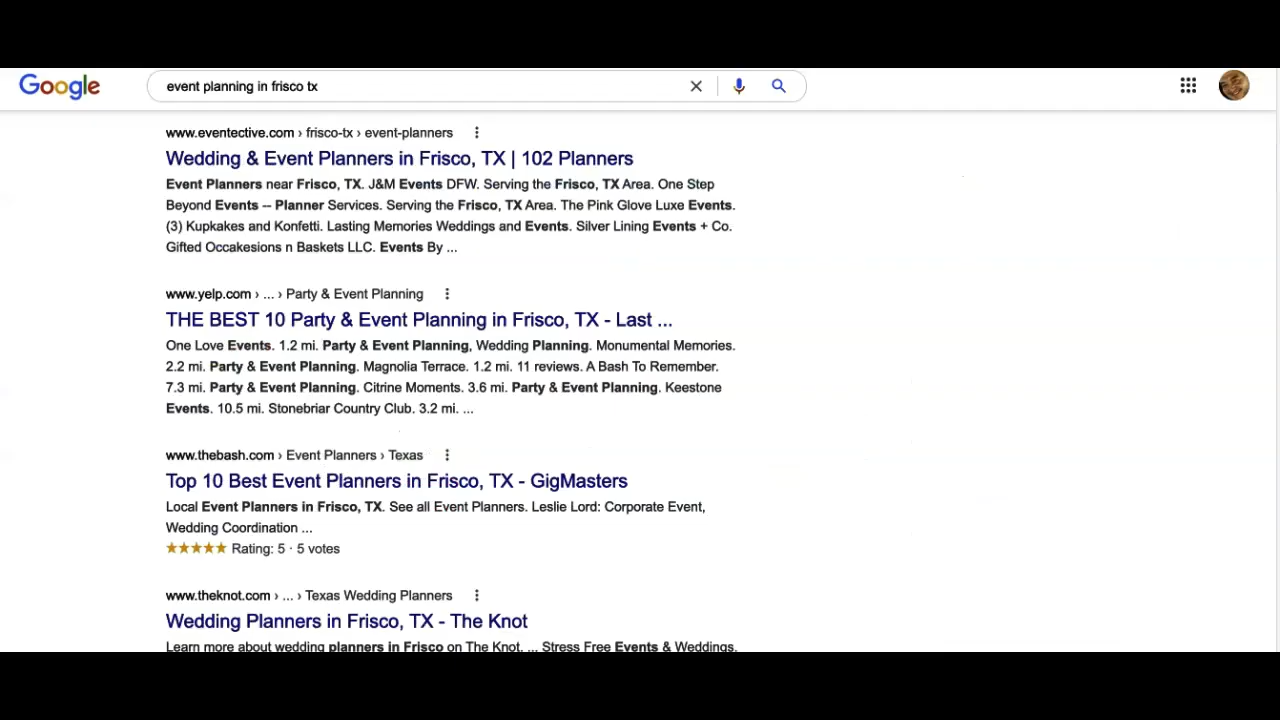 Google
event planning in frisco tx
www.eventective.com › frisco-tx › event-planners
Wedding & Event Planners in Frisco, TX | 102 Planners
Event Planners near Frisco, TX. J&M Events DFW. Serving the Frisco, TX Area. One Step
Beyond Events -- Planner Services. Serving the Frisco, TX Area. The Pink Glove Luxe Events.
(3) Kupkakes and Konfetti. Lasting Memories Weddings and Events. Silver Lining Events + Co.
Gifted Occakesions n Baskets LLC. Events By ...
www.yelp.com › ... › Party & Event Planning
THE BEST 10 Party & Event Planning in Frisco, TX - Last ...
One Love Events. 1.2 mi. Party & Event Planning, Wedding Planning. Monumental Memories.
2.2 mi. Party & Event Planning. Magnolia Terrace. 1.2 mi. 11 reviews. A Bash To Remember.
7.3 mi. Party & Event Planning. Citrine Moments. 3.6 mi. Party & Event Planning. Keestone
Events. 10.5 mi. Stonebriar Country Club. 3.2 mi. ...
www.thebash.com › Event Planners › Texas
Top 10 Best Event Planners in Frisco, TX - GigMasters
Local Event Planners in Frisco, TX. See all Event Planners. Leslie Lord: Corporate Event,
Wedding Coordination ...
★★★★★ Rating: 5 · 5 votes
www.theknot.com › ... › Texas Wedding Planners
Wedding Planners in Frisco, TX - The Knot
Learn more about wedding planners in Frisco on The Knot. ... Stress Free Events & Weddings.